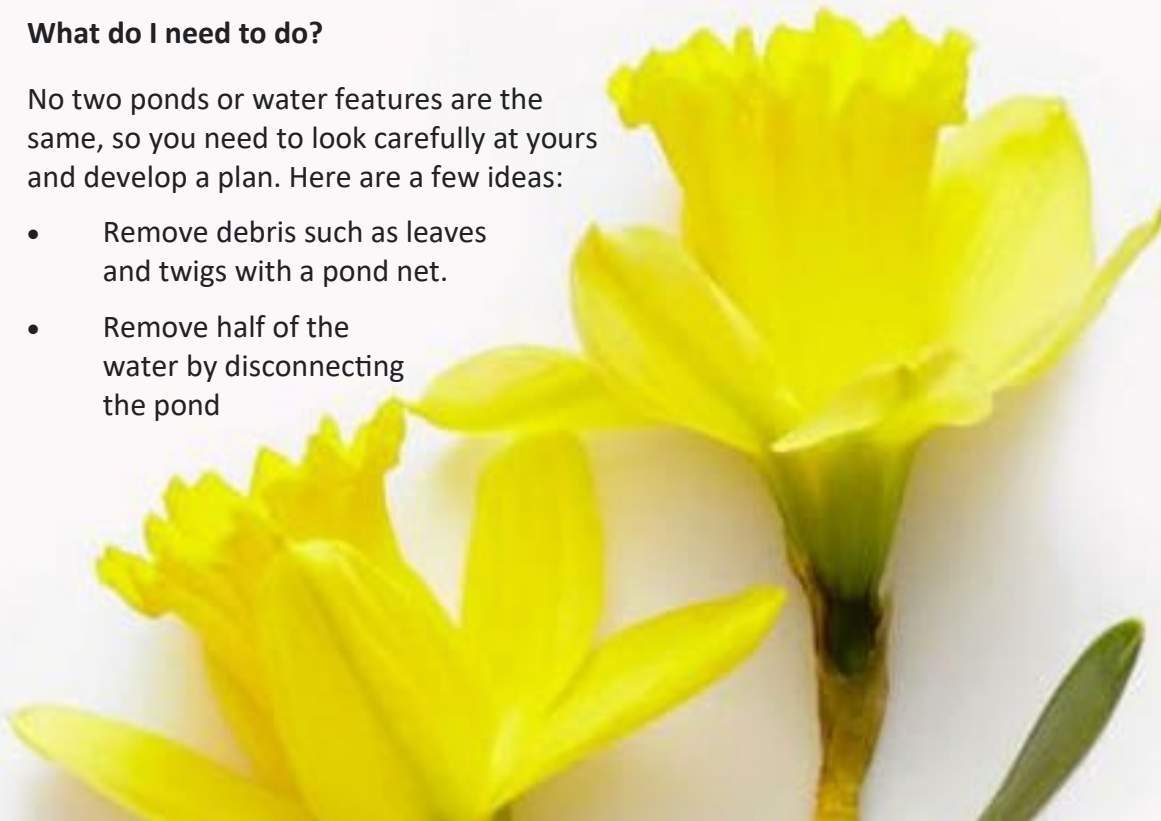 What do I need to do?
No two ponds or water features are the
same, so you need to look carefully at yours
and develop a plan. Here are a few ideas:
• Remove debris such as leaves
and twigs with a pond net.
• Remove half of the
water by disconnecting
the pond